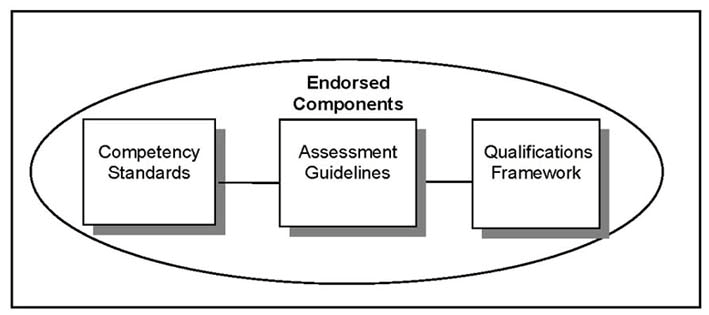 Endorsed
Components
Competency
Standards
Assessment
Guidelines
Qualifications
Framework